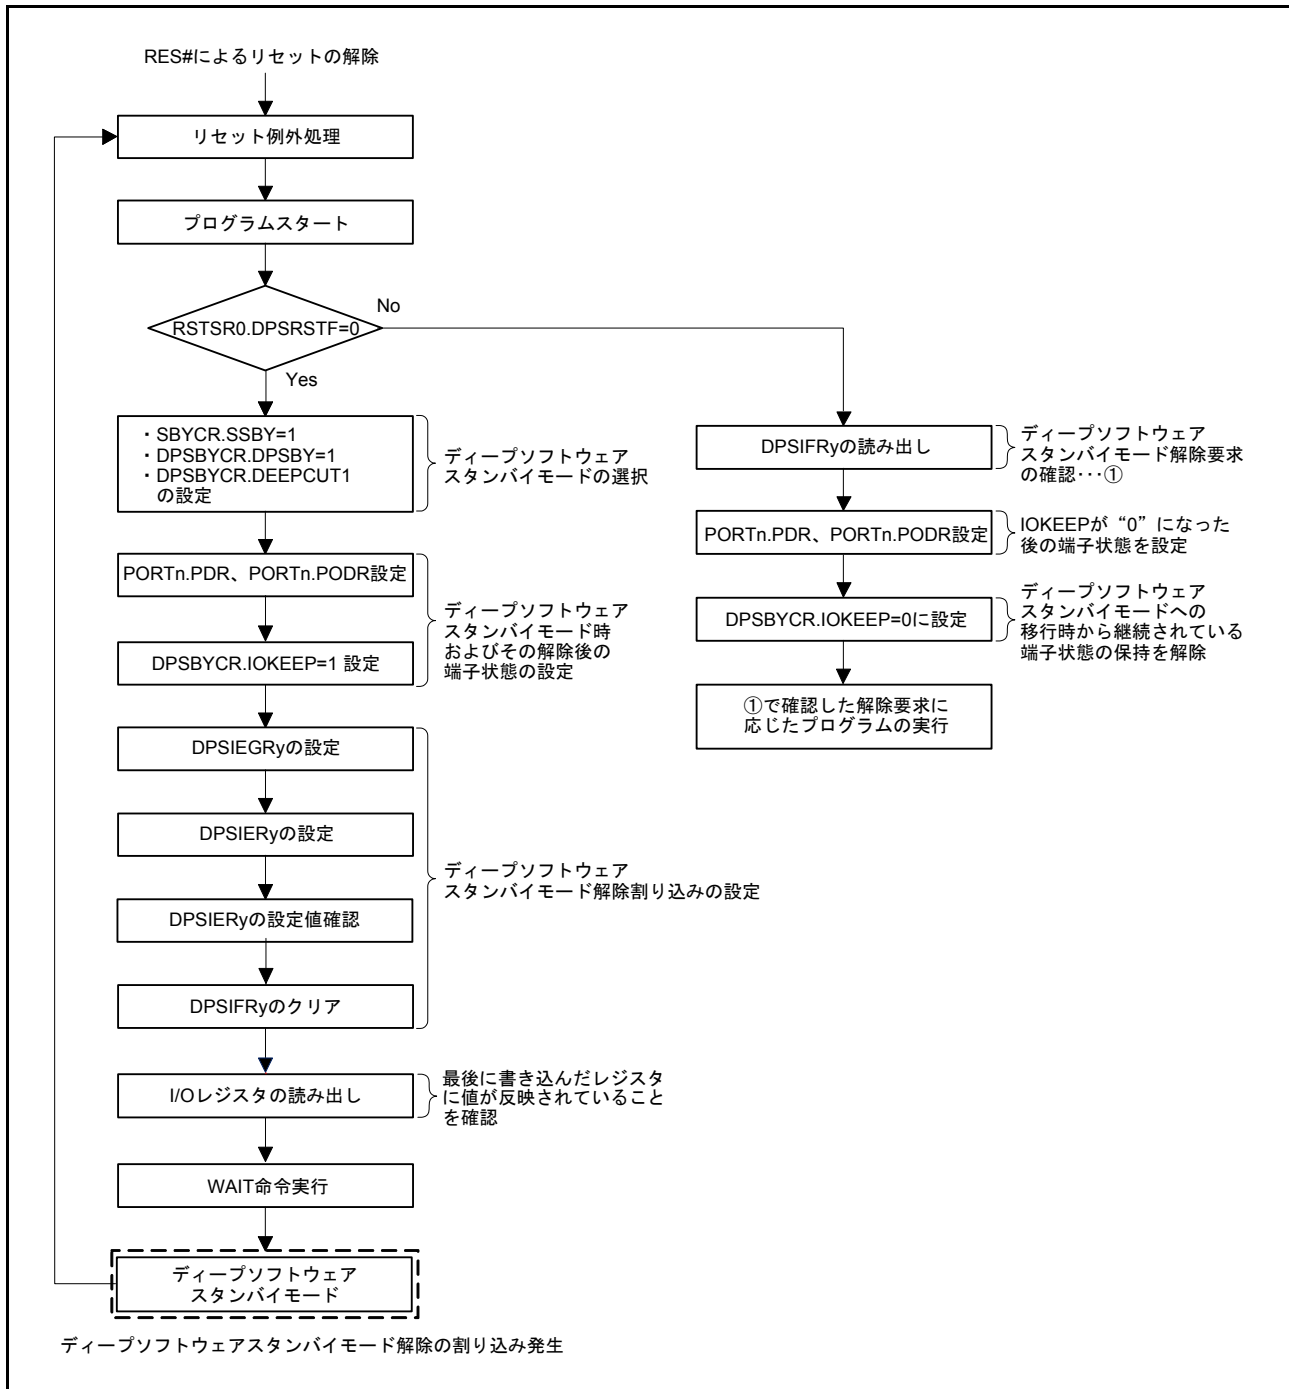 RES#によるリセットの解除
リセット例外処理
プログラムスタート
RSTSR0.DPSRSTF=0
No
Yes
・SBYCR.SSBY=1
・DPSBYCR.DPSBY=1
・DPSBYCR.DEEPCUT1
の設定
ディープソフトウェア
スタンバイモードの選択
PORTn.PDR、PORTn.PODR設定
DPSBYCR.IOKEEP=1 設定
ディープソフトウェア
スタンバイモード時
およびその解除後の
端子状態の設定
DPSIEGRyの設定
DPSIERyの設定
DPSIERyの設定値確認
DPSIFRyのクリア
ディープソフトウェア
スタンバイモード解除割り込みの設定
I/Oレジスタの読み出し
最後に書き込んだレジスタ
に値が反映されていること
を確認
WAIT命令実行
ディープソフトウェア
スタンバイモード
ディープソフトウェアスタンバイモード解除の割り込み発生
DPSIFRyの読み出し
ディープソフトウェア
スタンバイモード解除要求
の確認･･･①
PORTn.PDR、PORTn.PODR設定
IOKEEPが“0”になった
後の端子状態を設定
DPSBYCR.IOKEEP=0に設定
ディープソフトウェア
スタンバイモードへの
移行時から継続されている
端子状態の保持を解除
①で確認した解除要求に
応じたプログラムの実行